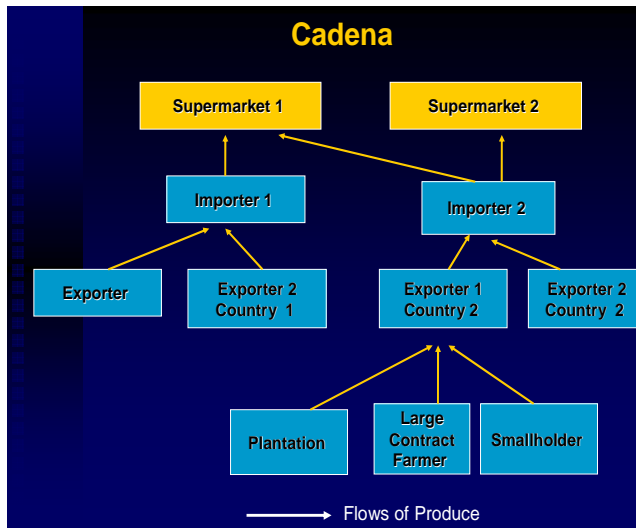 Cadena
Supermarket 1
Supermarket 2
Importer 1
Importer 2
Exporter
Exporter 2
Country 1
Exporter 1
Country 2
Exporter 2
Country 2
Plantation
Large
Contract
Farmer
Smallholder
Flows of Produce